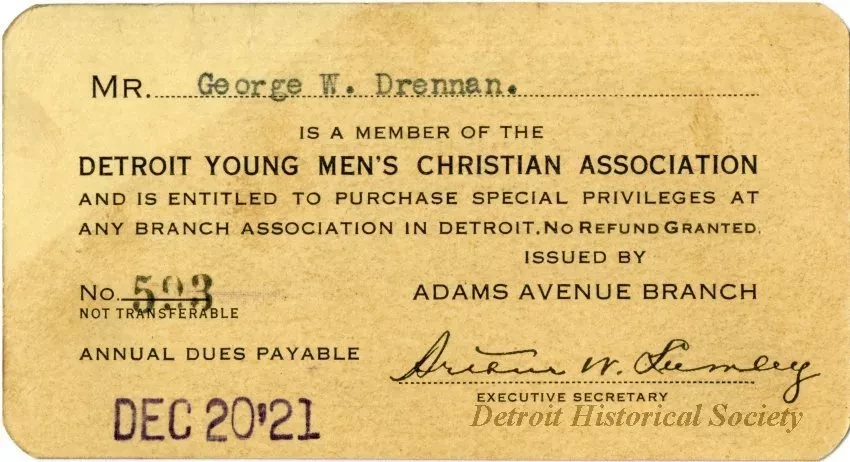 MR. George W. Drennan.
IS A MEMBER OF THE
DETROIT YOUNG MEN'S CHRISTIAN ASSOCIATION
AND IS ENTITLED TO PURCHASE SPECIAL PRIVILEGES AT
ANY BRANCH ASSOCIATION IN DETROIT. NO REFUND GRANTED.
ISSUED BY
No. 593
ADAMS AVENUE BRANCH
NOT TRANSFERABLE
ANNUAL DUES PAYABLE
Arthur W. Lumley
EXECUTIVE SECRETARY
DEC 20 '21
Detroit Historical Society